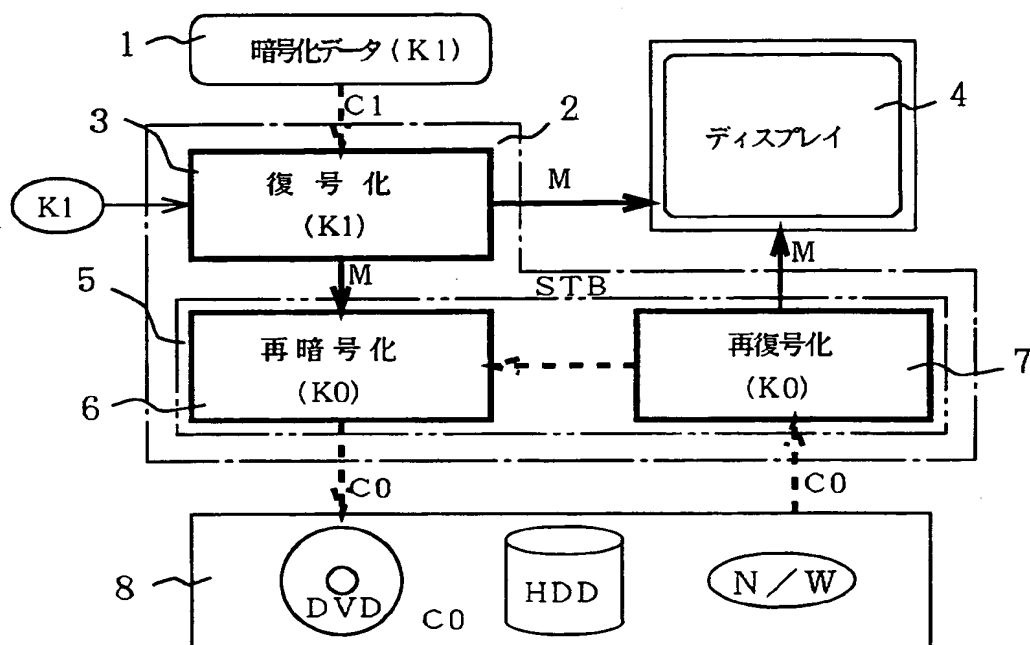 1
暗号化データ(K1)
C1
2
3
復号化
(K1)
K1
M
ディスプレイ
4
M
M
STB
5
再暗号化
(K0)
6
再復号化
(K0)
7
C0
C0
8
DVD
C0
HDD
N/W